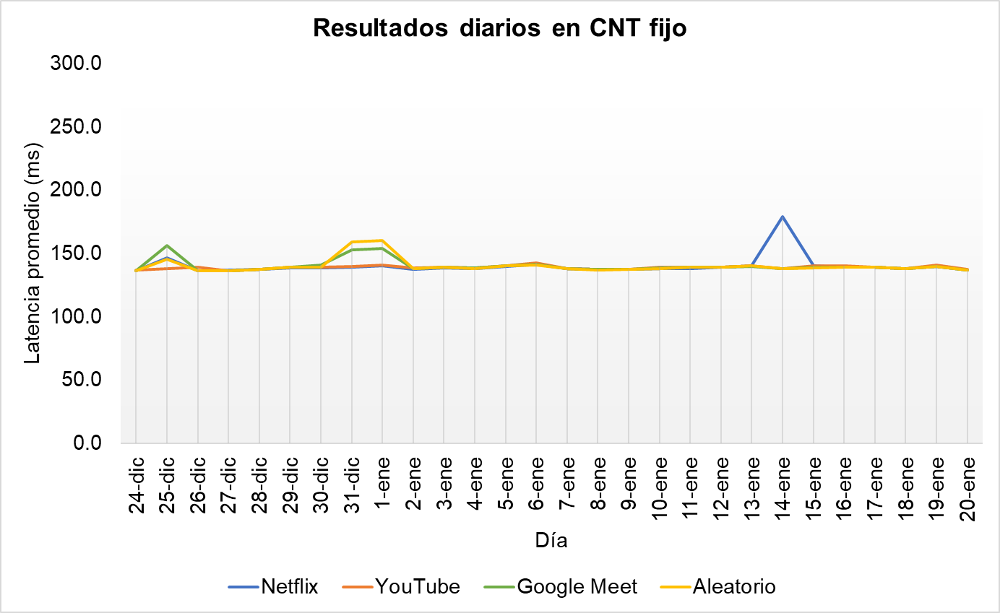 Resultados diarios en CNT fijo
300.0
250.0
200.0
150.0
100.0
50.0
0.0
Latencia promedio (ms)
24-dic
25-dic
26-dic
27-dic
28-dic
29-dic
30-dic
31-dic
1-ene
2-ene
3-ene
4-ene
5-ene
6-ene
7-ene
8-ene
9-ene
10-ene
11-ene
12-ene
13-ene
14-ene
15-ene
16-ene
17-ene
18-ene
19-ene
20-ene
Día
Netflix YouTube Google Meet Aleatorio